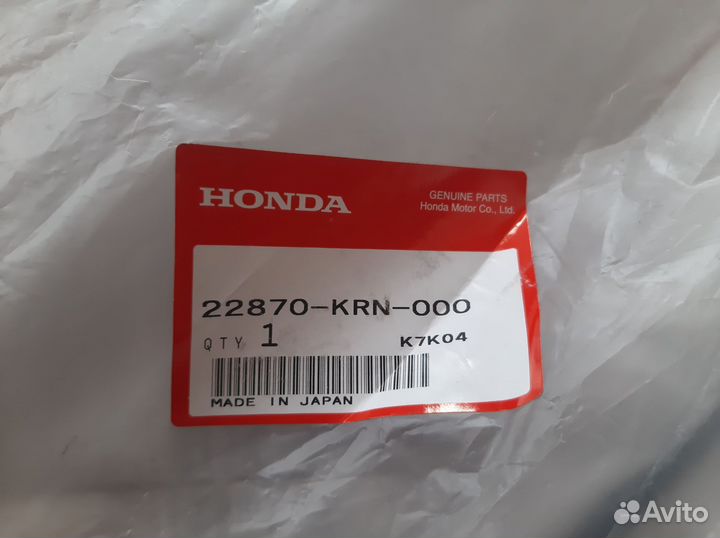 HONDA
GENUINE PARTS
Honda Motor Co., Ltd.
22870-KRN-000
QTY 1 K7K04
MADE IN JAPAN
Avito